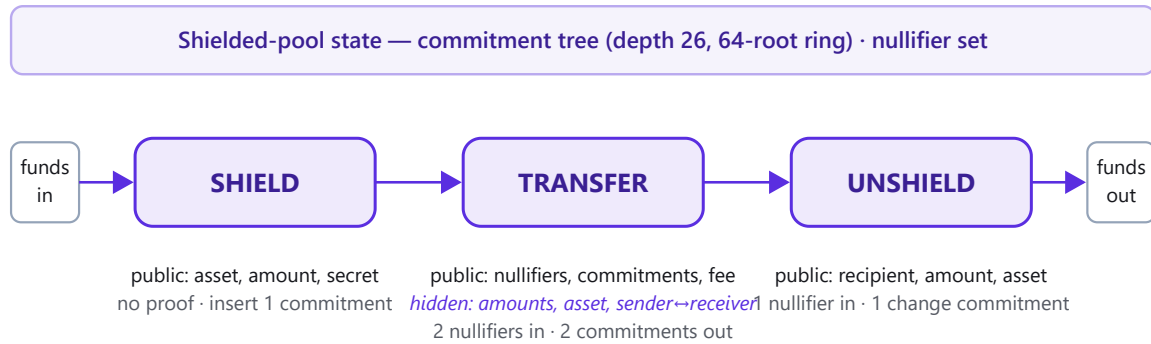 Shielded-pool state — commitment tree (depth 26, 64-root ring) · nullifier set
funds
in
SHIELD
TRANSFER
UNSHIELD
funds
out
public: asset, amount, secret
no proof · insert 1 commitment
public: nullifiers, commitments, fee
hidden: amounts, asset, sender↔receiver
2 nullifiers in · 2 commitments out
public: recipient, amount, asset
1 nullifier in · 1 change commitment